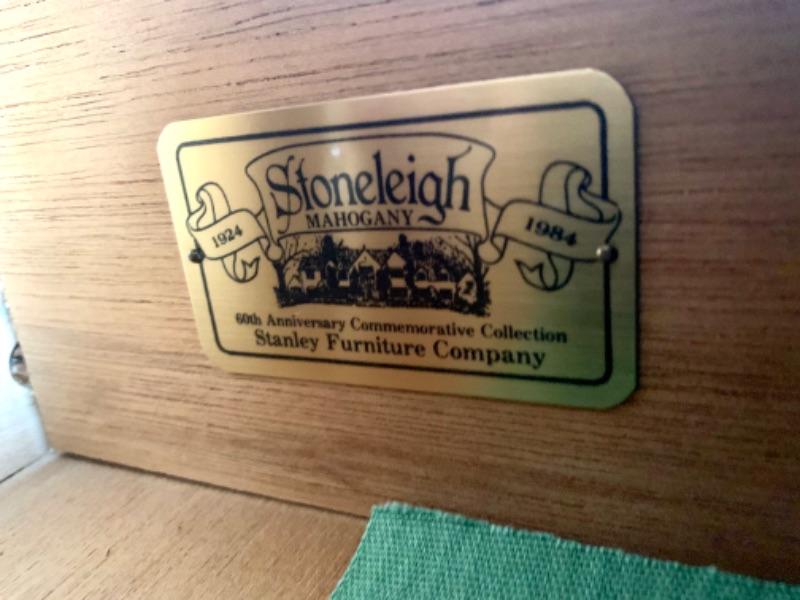 Stoneleigh
MAHOGANY
1924
1984
60th Anniversary Commemorative Collection
Stanley Furniture Company